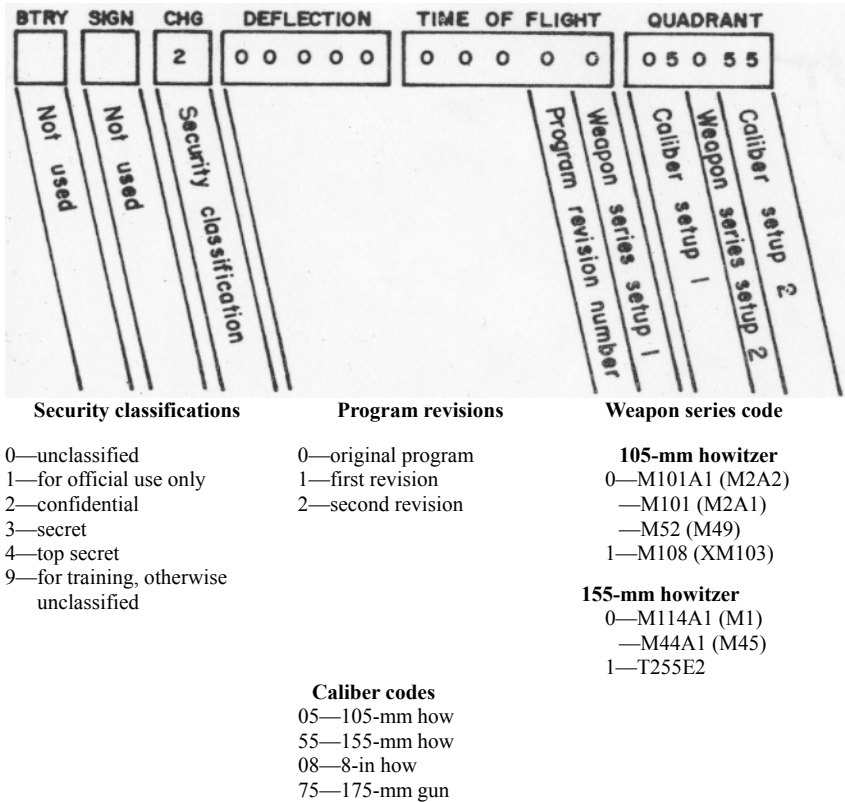 BTRY SIGN CHG DEFLECTION TIME OF FLIGHT QUADRANT
2 0 0 0 0 0 0 0 0 0 0 0 5 0 5 5
Not used
Not used
Security classification
Program revision number
Weapon series setup 1
Caliber setup 1
Weapon series setup 2
Caliber setup 2
Security classifications
0—unclassified
1—for official use only
2—confidential
3—secret
4—top secret
9—for training, otherwise
unclassified
Program revisions
0—original program
1—first revision
2—second revision
Weapon series code
105-mm howitzer
0—M101A1 (M2A2)
—M101 (M2A1)
—M52 (M49)
1—M108 (XM103)
155-mm howitzer
0—M114A1 (M1)
—M44A1 (M45)
1—T255E2
Caliber codes
05—105-mm how
55—155-mm how
08—8-in how
75—175-mm gun